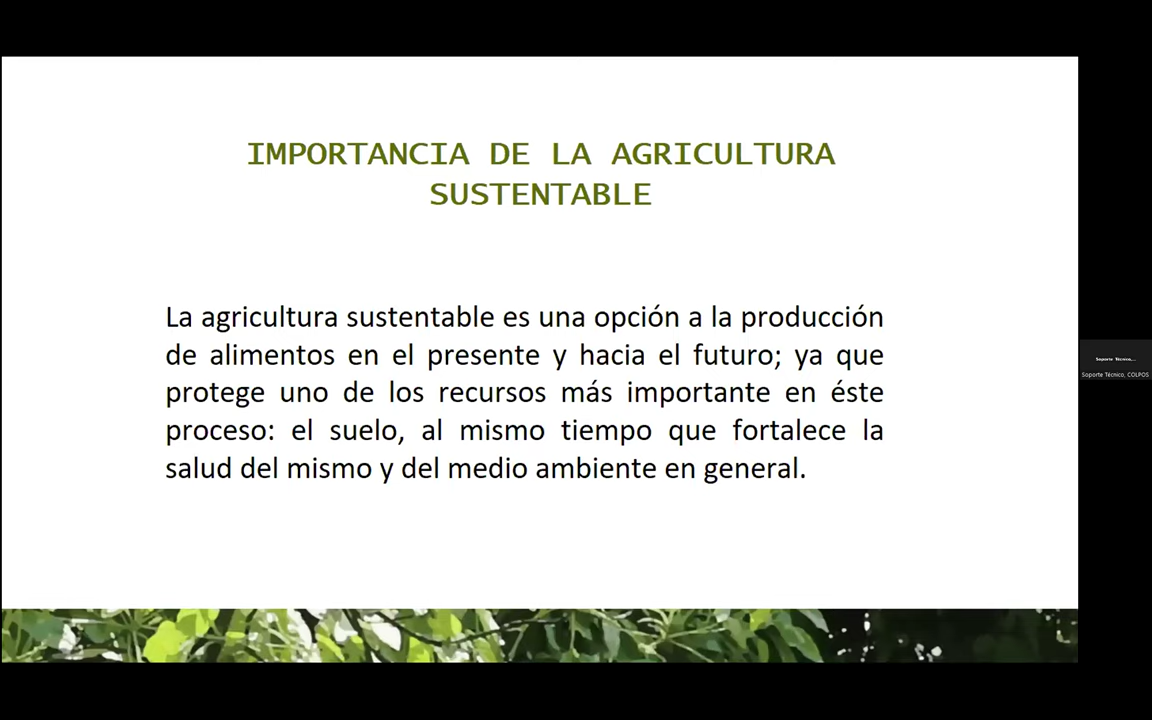 IMPORTANCIA DE LA AGRICULTURA
SUSTENTABLE
La agricultura sustentable es una opción a la producción
de alimentos en el presente y hacia el futuro; ya que
protege uno de los recursos más importante en éste
proceso: el suelo, al mismo tiempo que fortalece la
salud del mismo y del medio ambiente en general.
Soporte Técnico,...
Soporte Técnico, COLPOS